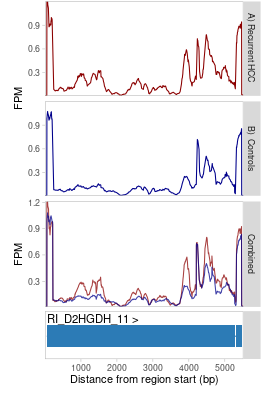 0.9
0.6
0.3
A) Recurrent HCC
FPM
0.9
0.6
0.3
B) Controls
1.2
0.9
0.6
0.3
FPM
Combined
RI_D2HGDH_11 >
1000 2000 3000 4000 5000
Distance from region start (bp)